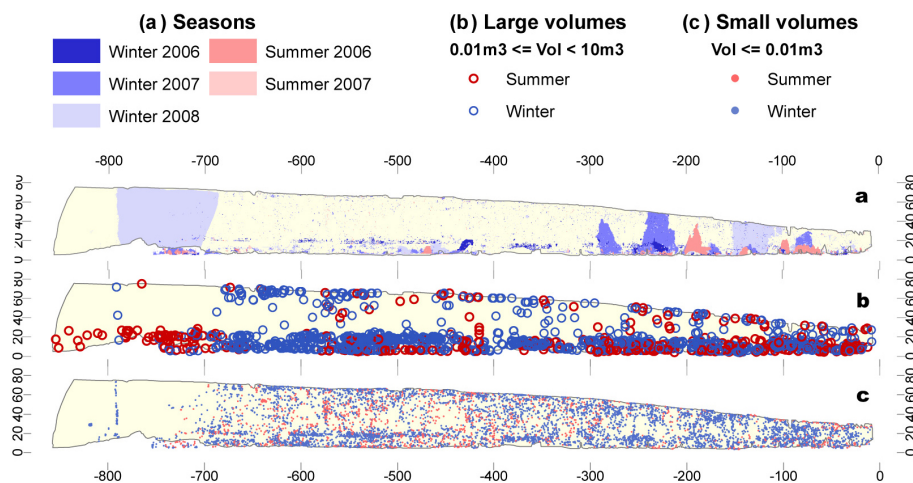 (a) Seasons
(b) Large volumes
(c) Small volumes
0.01m3 <= Vol < 10m3
Vol <= 0.01m3
Winter 2006
Summer 2006
Winter 2007
Summer 2007
Winter 2008
Summer
Winter
Summer
Winter
-800 -700 -600 -500 -400 -300 -200 -100 0
0 20 40 60 80
a
0 20 40 60 80
0 20 40 60 80
b
0 20 40 60 80
0 20 40 60 80
c
0 20 40 60 80
-800 -700 -600 -500 -400 -300 -200 -100 0